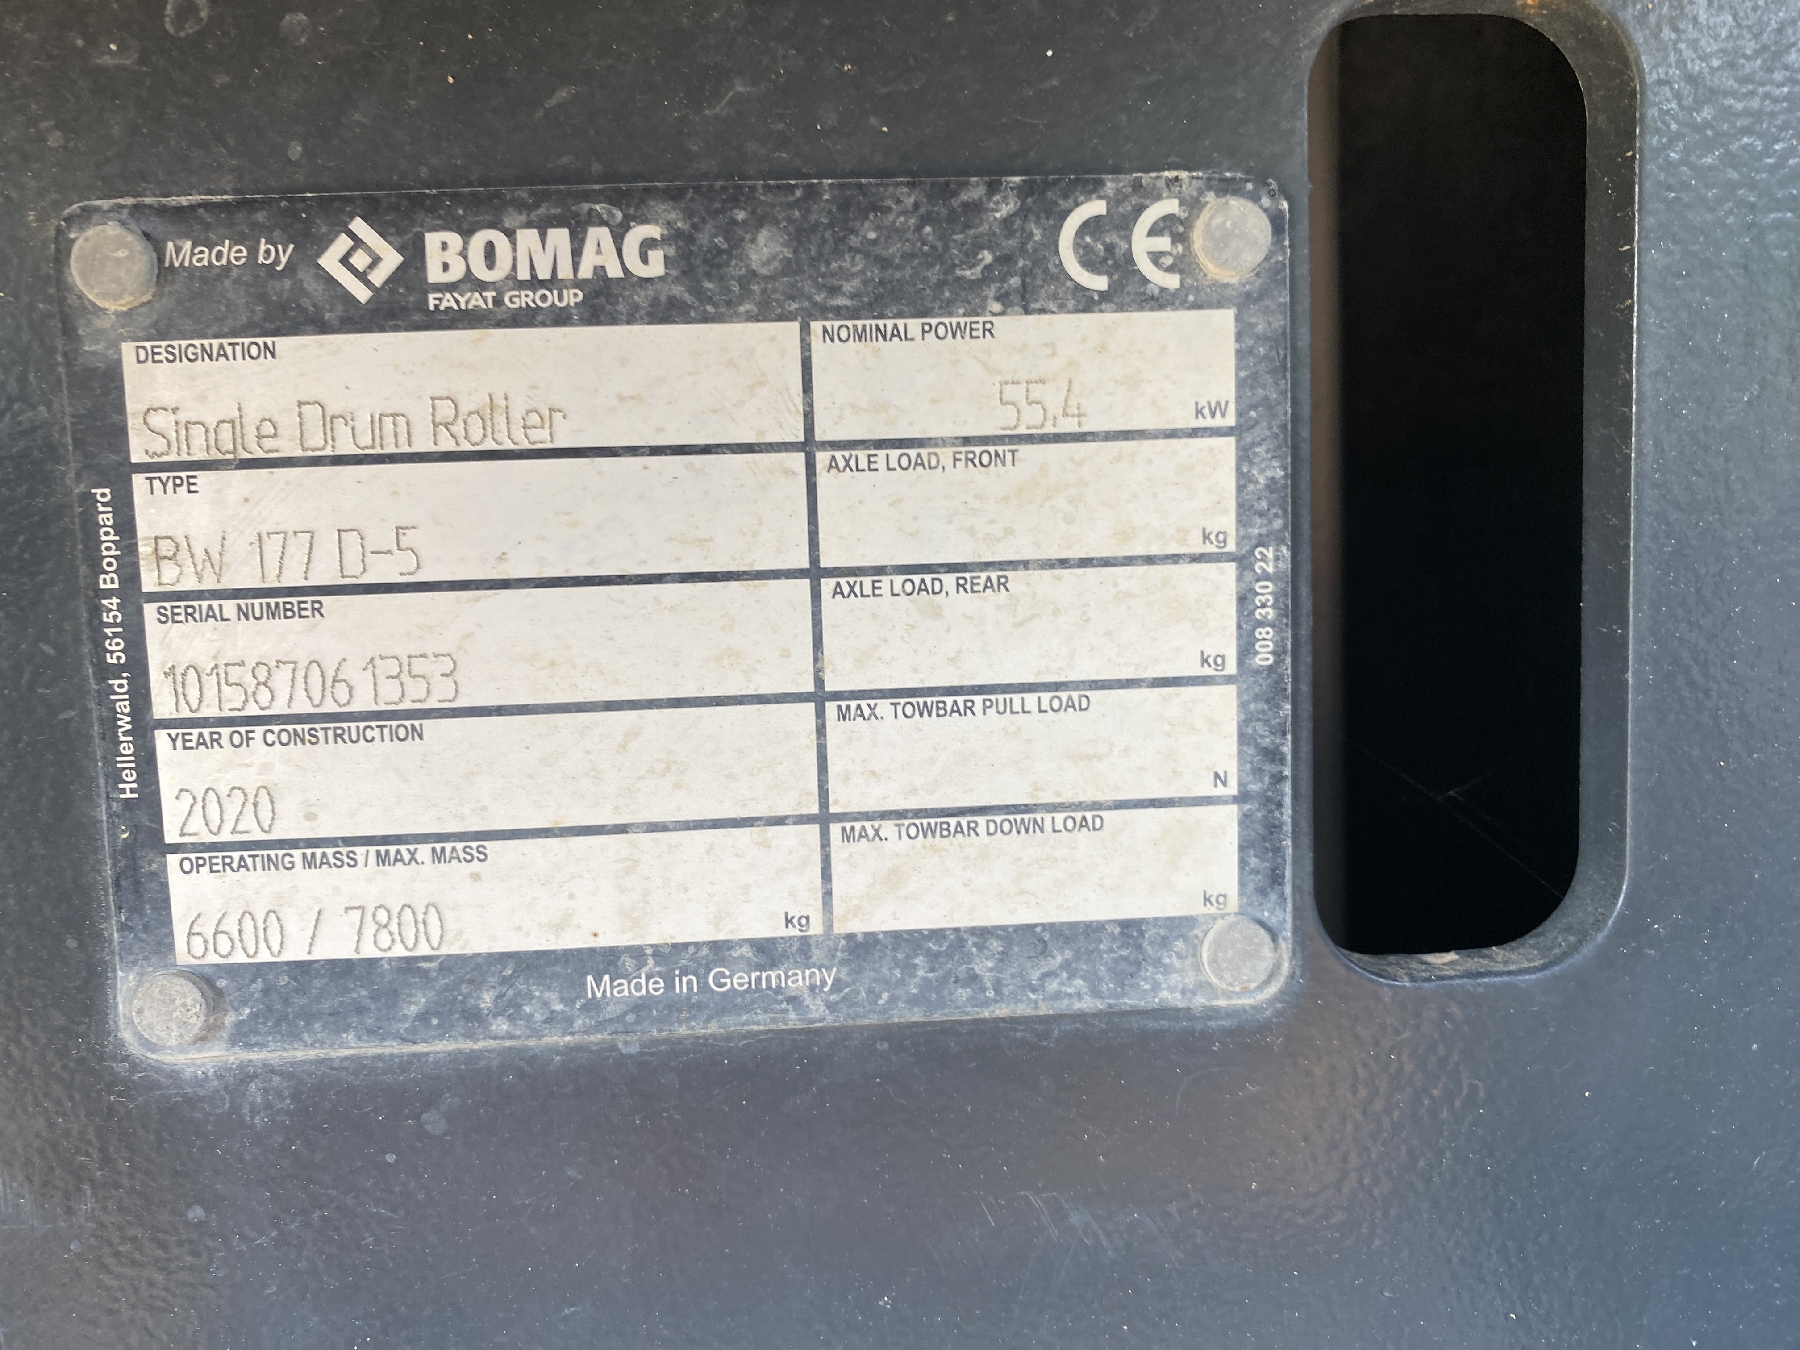 Made by BOMAG
FAYAT GROUP
CE
DESIGNATION
Single Drum Roller
NOMINAL POWER
55.4 kW
TYPE
BW 177 D-5
AXLE LOAD, FRONT
kg
SERIAL NUMBER
101587061353
AXLE LOAD, REAR
kg
YEAR OF CONSTRUCTION
2020
MAX. TOWBAR PULL LOAD
N
OPERATING MASS / MAX. MASS
6600 / 7800 kg
MAX. TOWBAR DOWN LOAD
kg
Made in Germany
Hellerwald, 56154 Boppard
008 330 22